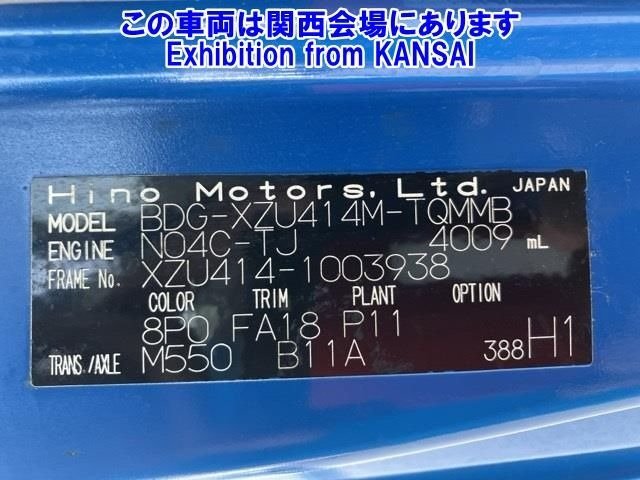 この車両は関西会場にあります
Exhibition from KANSAI
Hino Motors, Ltd. JAPAN
MODEL BDG-XZU414M-TQMMB
ENGINE N04C-TJ 4009 mL
FRAME No. XZU414-1003938
COLOR TRIM PLANT OPTION
8P0 FA18 P11
TRANS./AXLE M550 B11A 388H1